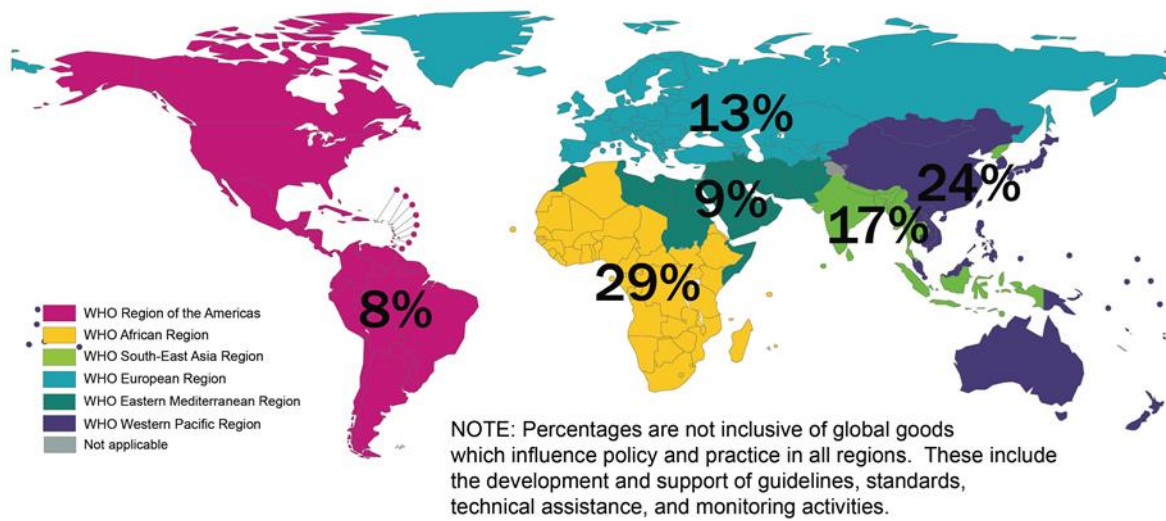 13%
24%
9%
17%
29%
8%
WHO Region of the Americas
WHO African Region
WHO South-East Asia Region
WHO European Region
WHO Eastern Mediterranean Region
WHO Western Pacific Region
Not applicable
NOTE: Percentages are not inclusive of global goods
which influence policy and practice in all regions.  These include
the development and support of guidelines, standards,
technical assistance, and monitoring activities.